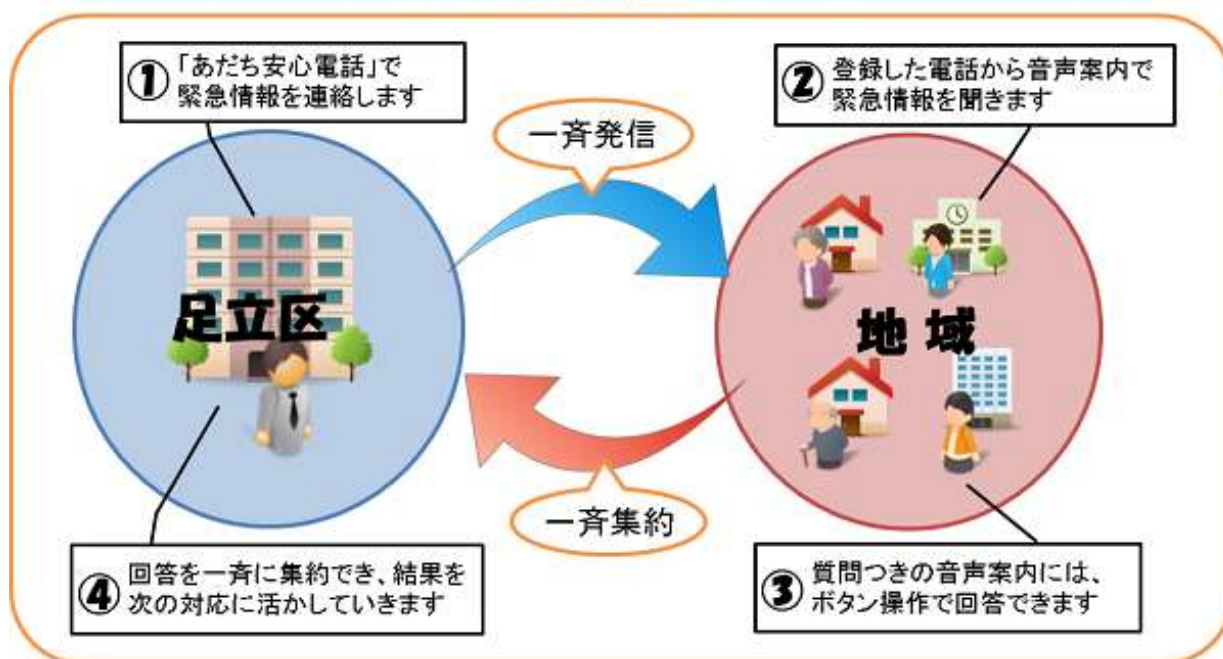 ①「あだち安心電話」で
緊急情報を連絡します
一斉発信
②登録した電話から音声案内で
緊急情報を聞きます
足立区
地域
一斉集約
③質問つきの音声案内には、
ボタン操作で回答できます
④回答を一斉に集約でき、結果を
次の対応に活かしていきます